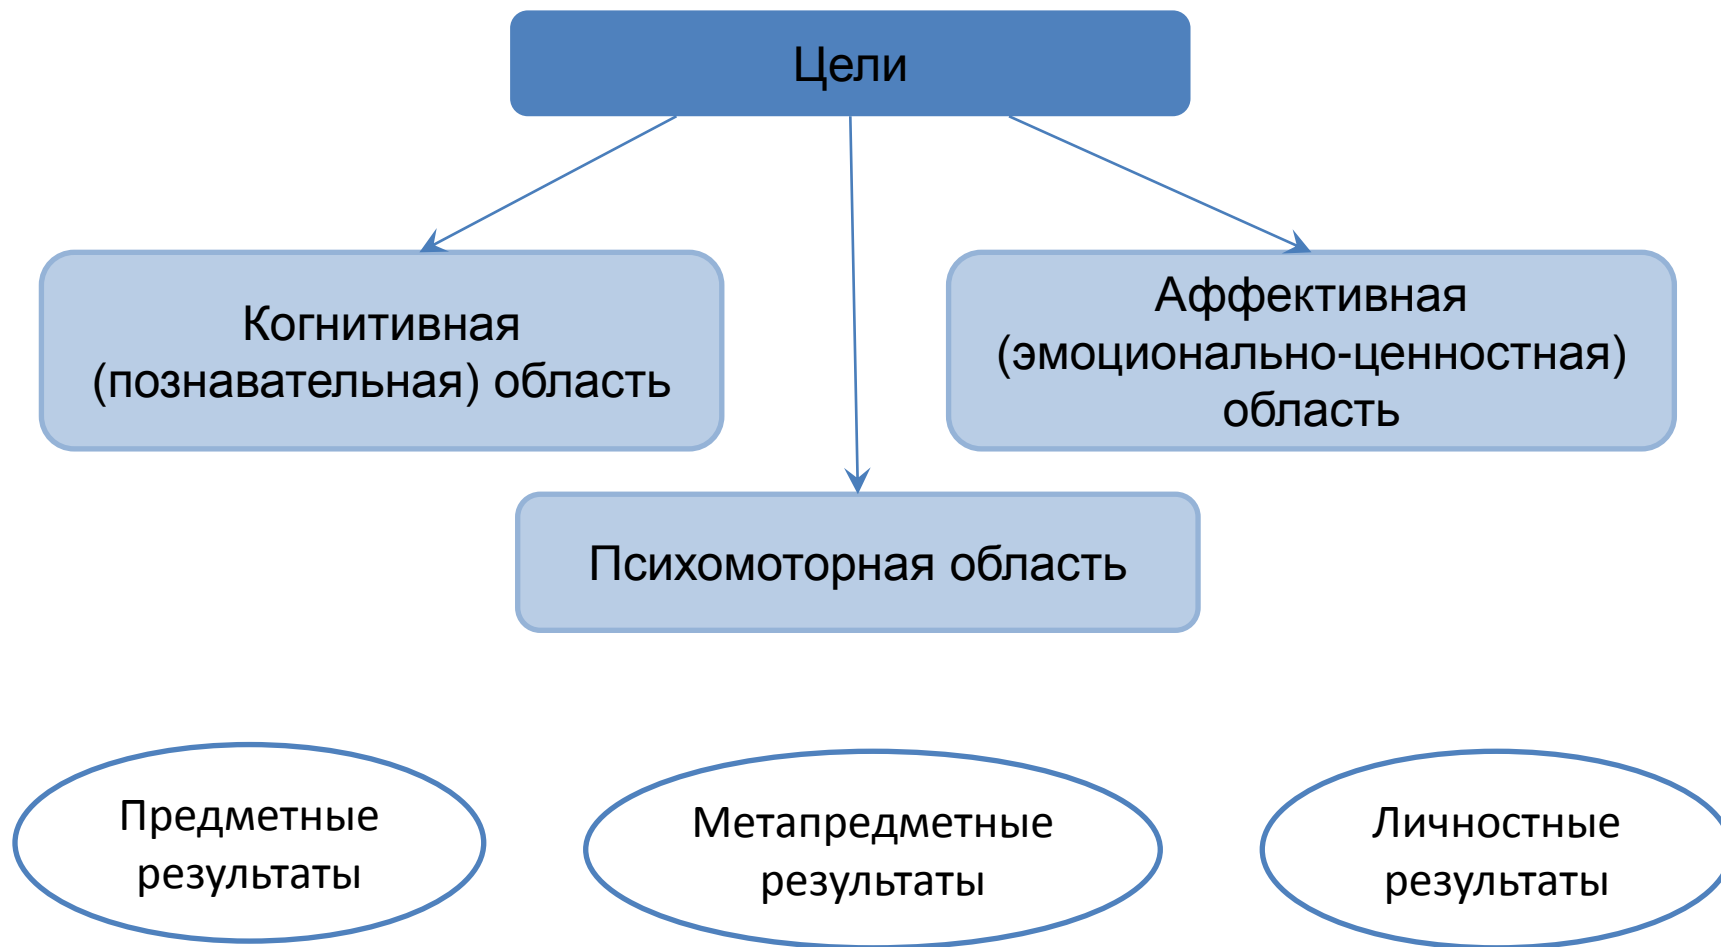 Цели
Когнитивная
(познавательная) область
Аффективная
(эмоционально-ценностная)
область
Психомоторная область
Предметные
результаты
Метапредметные
результаты
Личностные
результаты